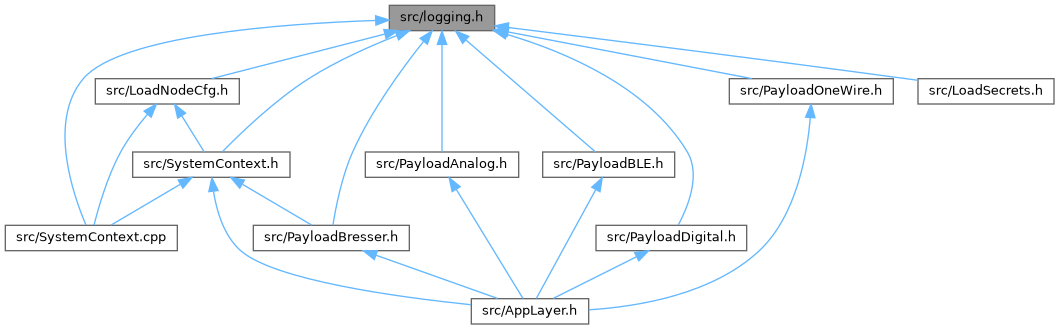 src/logging.h
src/LoadNodeCfg.h
src/PayloadOneWire.h
src/LoadSecrets.h
src/SystemContext.h
src/PayloadAnalog.h
src/PayloadBLE.h
src/SystemContext.cpp
src/PayloadBresser.h
src/PayloadDigital.h
src/AppLayer.h